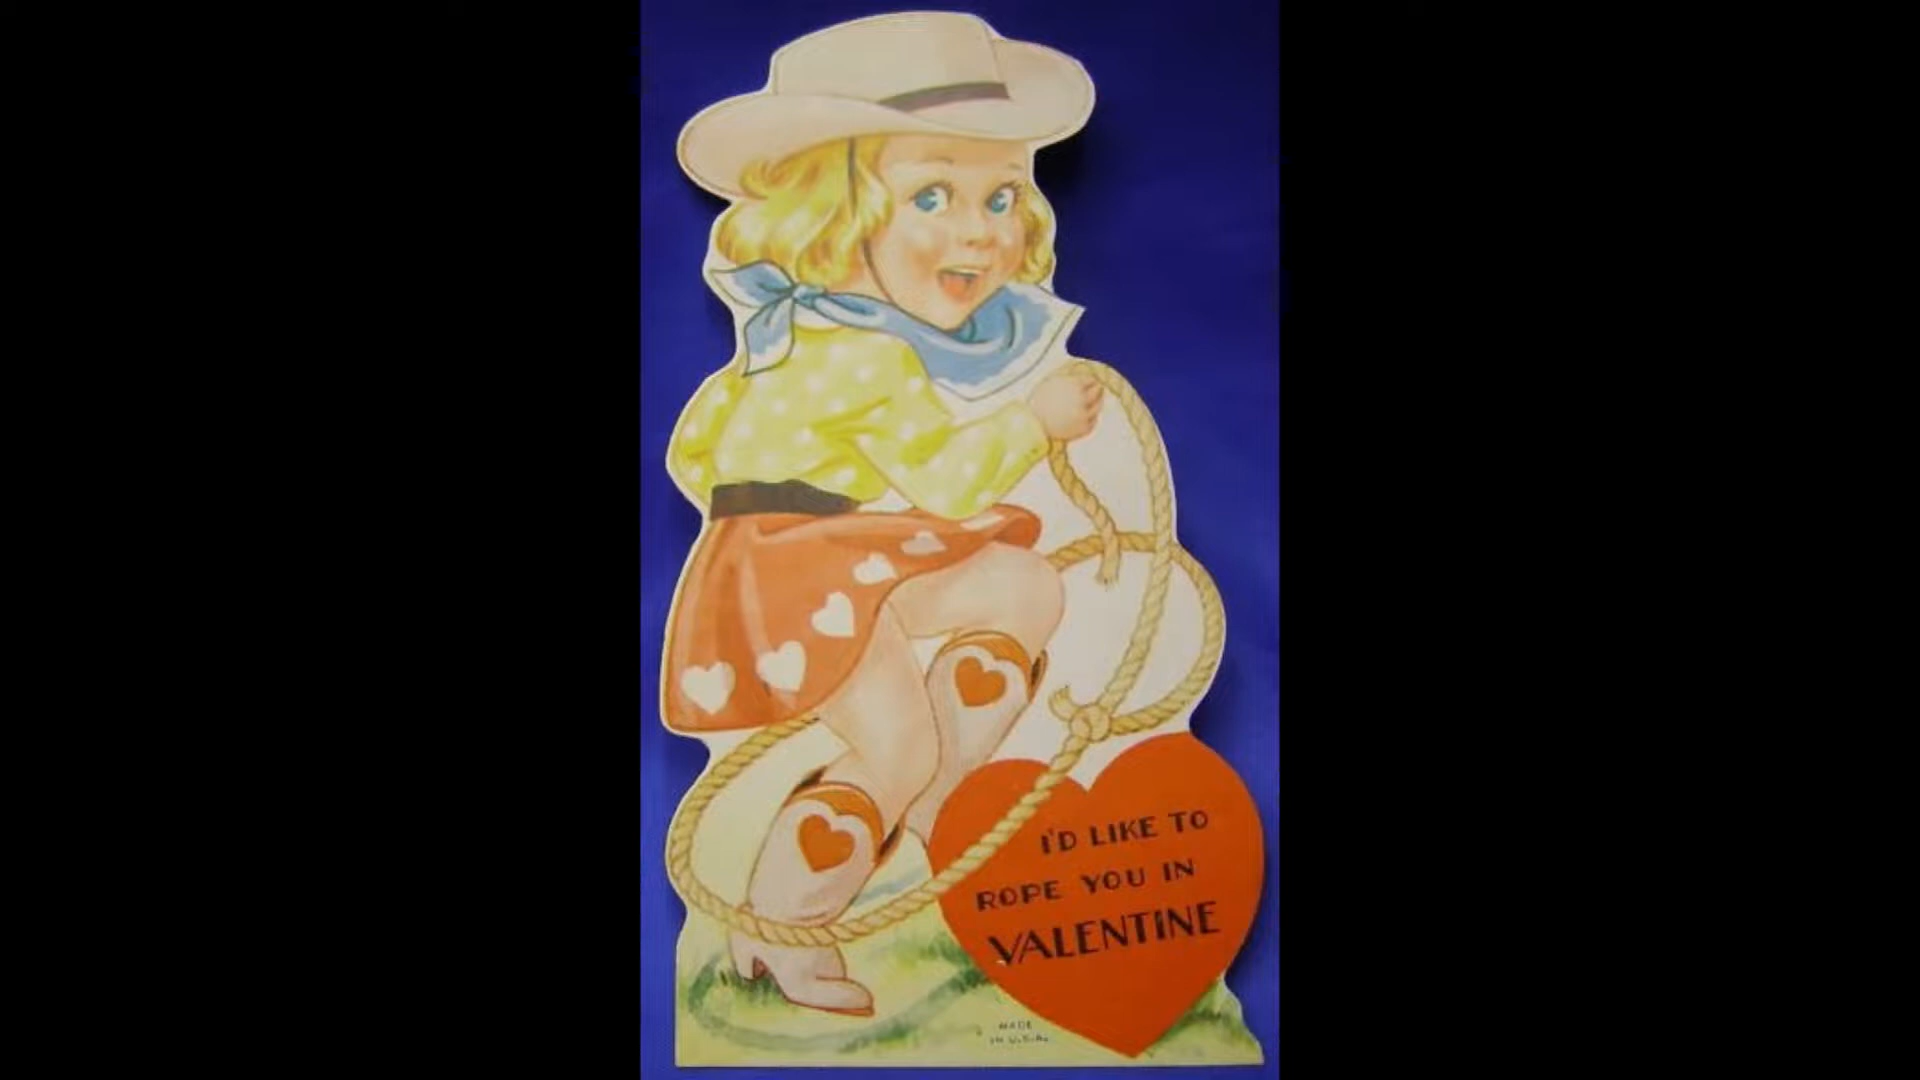 I'D LIKE TO
ROPE YOU IN
VALENTINE
MADE
IN U.S.A.